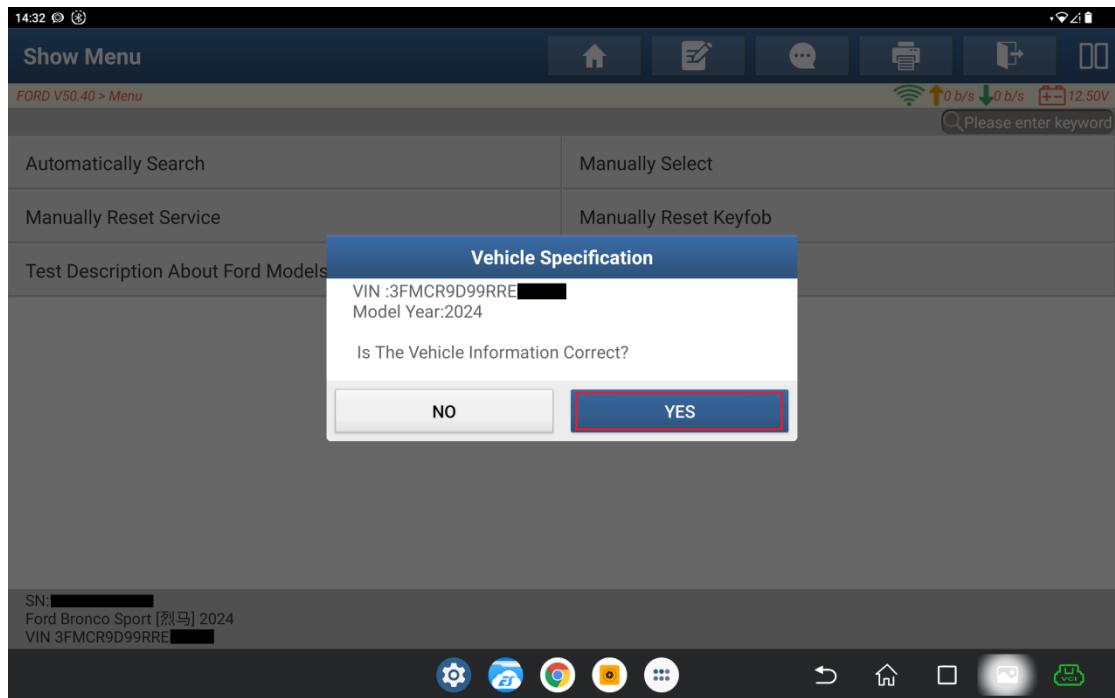 14:32
Show Menu
FORD V50.40 > Menu
0 b/s 0 b/s 12.50V
Please enter keyword
Automatically Search
Manually Select
Manually Reset Service
Manually Reset Keyfob
Test Description About Ford Models
Vehicle Specification
VIN :3FMCR9D99RRE
Model Year:2024
Is The Vehicle Information Correct?
NO
YES
SN:
Ford Bronco Sport [烈马] 2024
VIN 3FMCR9D99RRE
ES
VCI